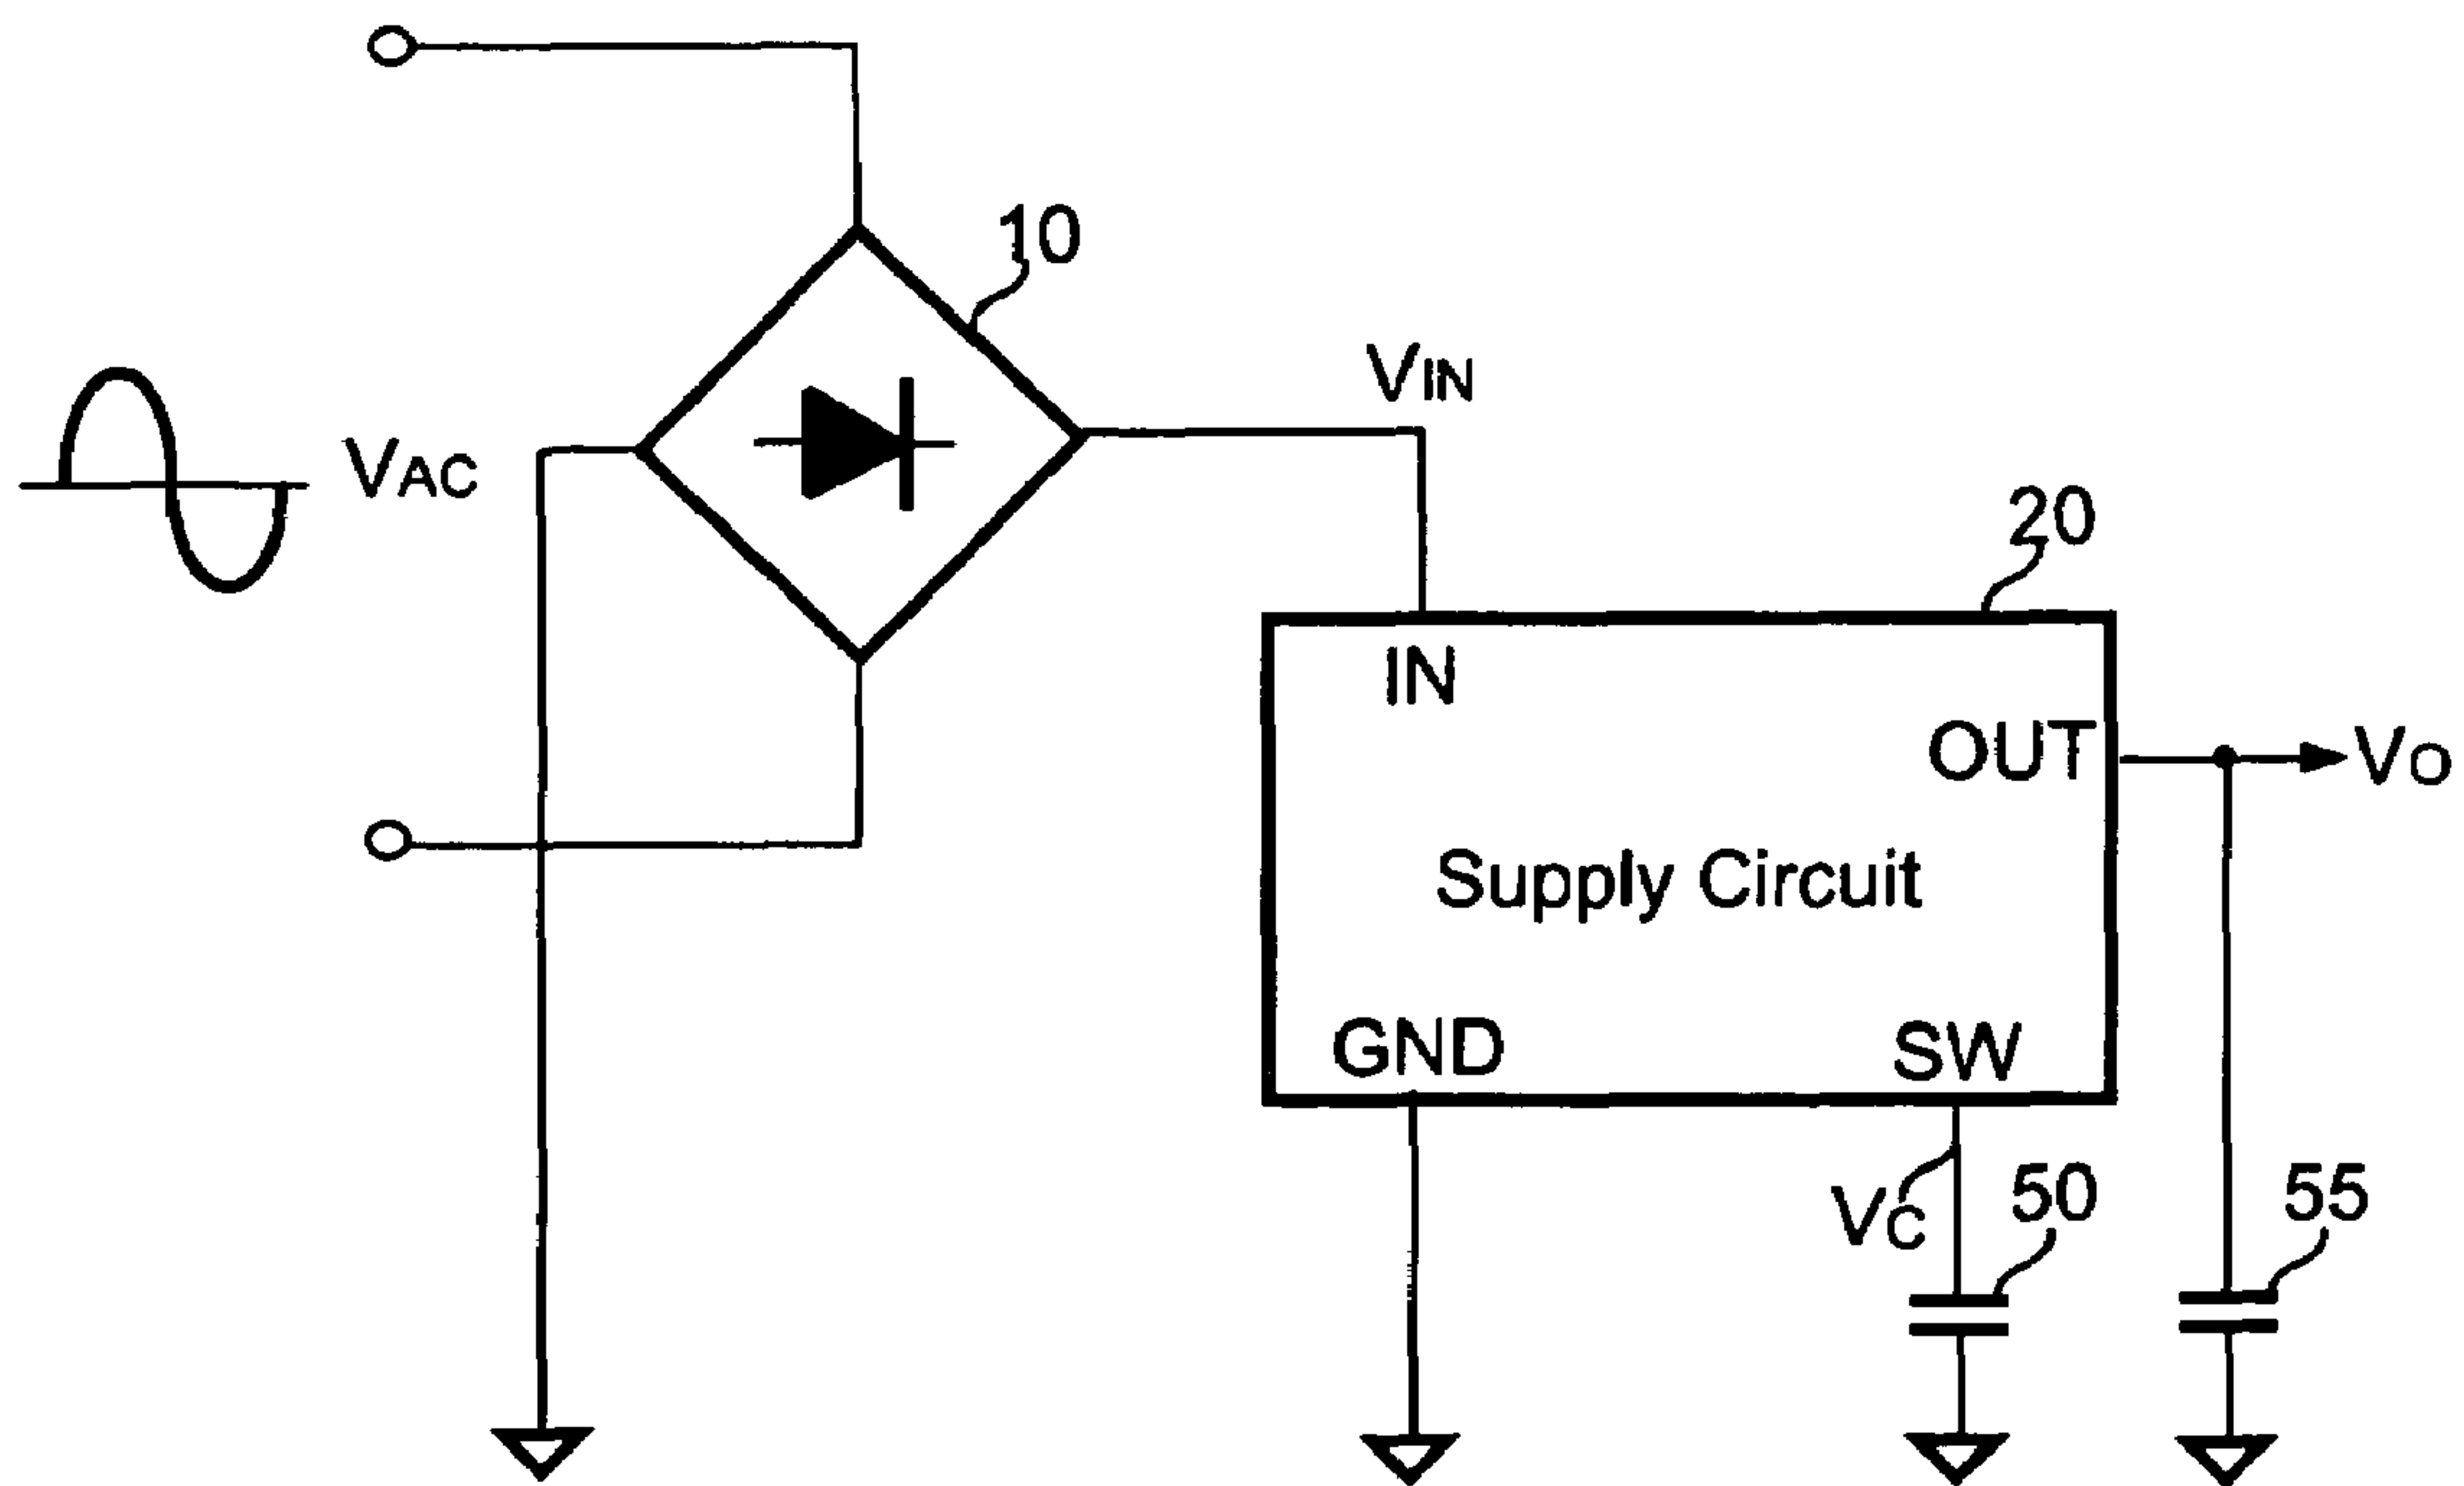 10
VIN
VAC
20
IN
OUT
VO
Supply Circuit
GND
SW
VC
50
55